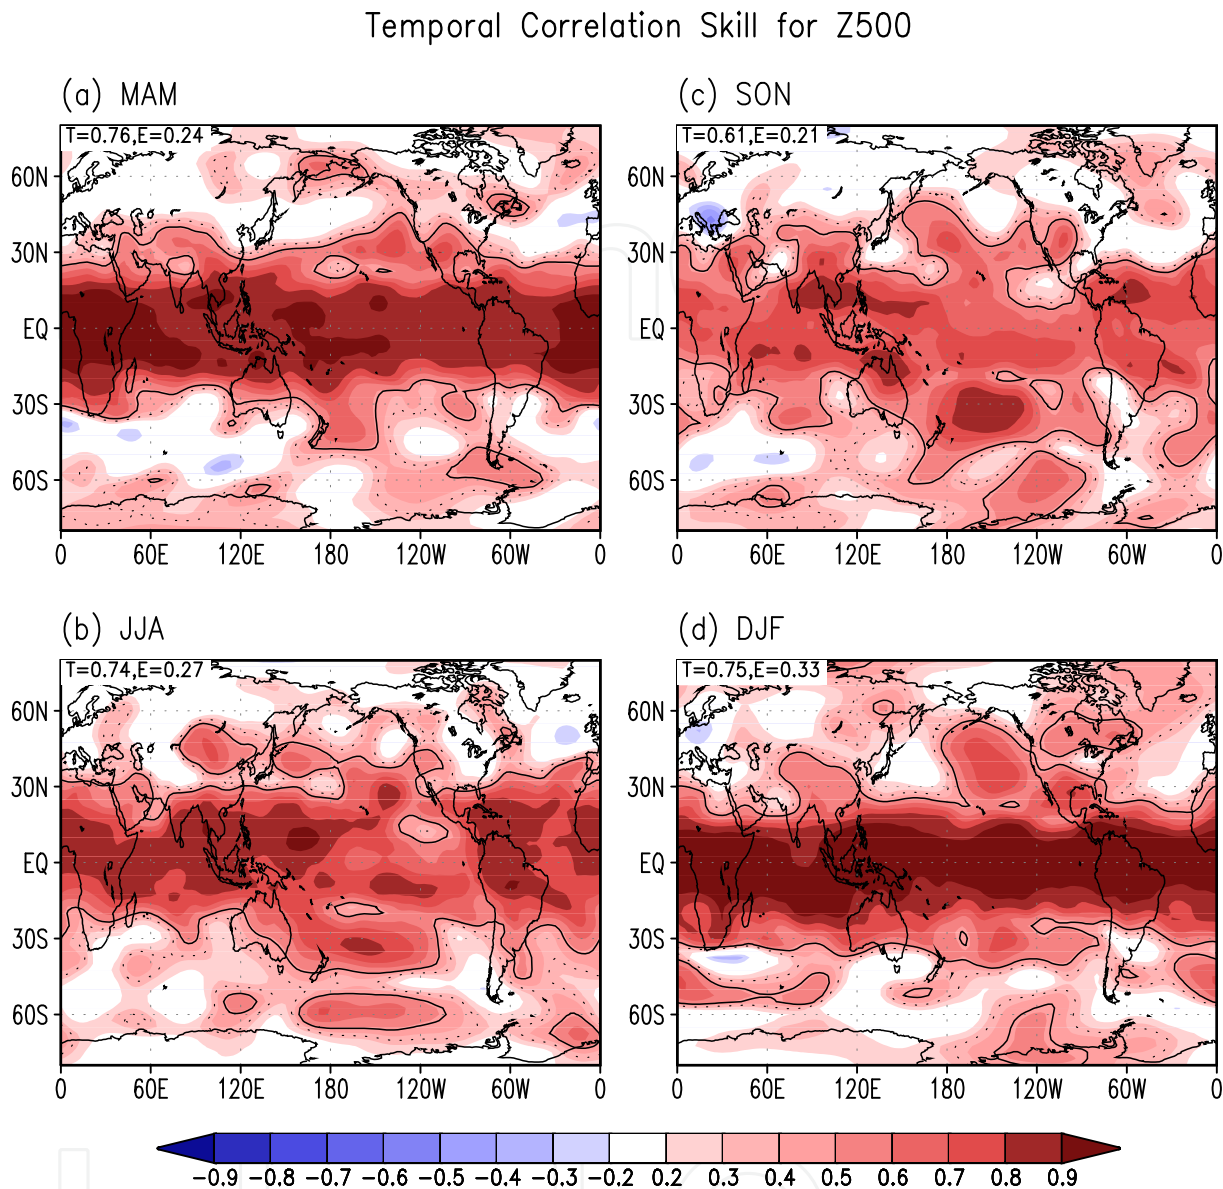 Temporal Correlation Skill for Z500
(a) MAM
(c) SON
T=0.76,E=0.24
T=0.61,E=0.21
60N
30N
EQ
30S
60S
0 60E 120E 180 120W 60W 0
60N
30N
EQ
30S
60S
0 60E 120E 180 120W 60W 0
(b) JJA
(d) DJF
T=0.74,E=0.27
T=0.75,E=0.33
60N
30N
EQ
30S
60S
0 60E 120E 180 120W 60W 0
60N
30N
EQ
30S
60S
0 60E 120E 180 120W 60W 0
−0.9 −0.8 −0.7 −0.6 −0.5 −0.4 −0.3 −0.2 0.2 0.3 0.4 0.5 0.6 0.7 0.8 0.9